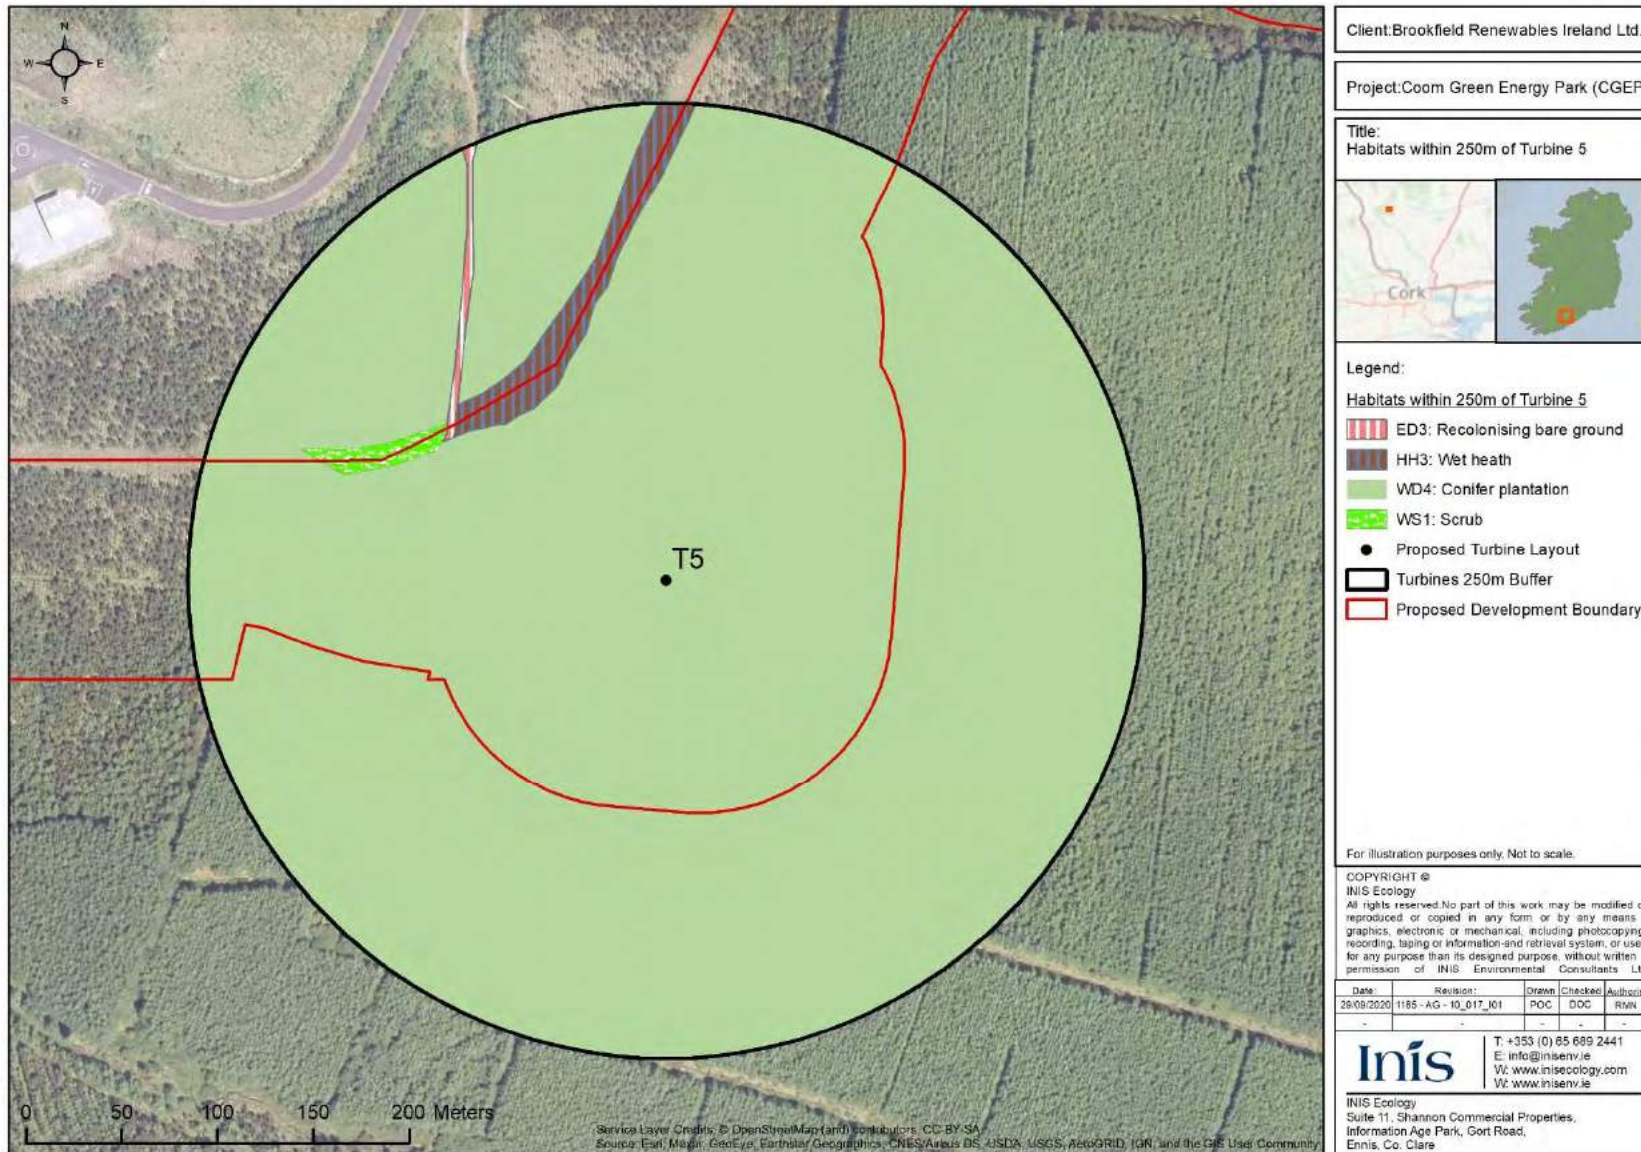 N
W E
S
T5
0 50 100 150 200 Meters
Service Layer Credits: © OpenStreetMap (and) contributors, CC-BY-SA
Source: Esri, Maxar, GeoEye, Earthstar Geographics, CNES/Airbus DS, USDA, USGS, AeroGRID, IGN, and the GIS User Community
Client:Brookfield Renewables Ireland Ltd.
Project:Coom Green Energy Park (CGEP
Title:
Habitats within 250m of Turbine 5
Cork
Legend:
Habitats within 250m of Turbine 5
ED3: Recolonising bare ground
HH3: Wet heath
WD4: Conifer plantation
WS1: Scrub
Proposed Turbine Layout
Turbines 250m Buffer
Proposed Development Boundary
For illustration purposes only. Not to scale.
COPYRIGHT ©
INIS Ecology
All rights reserved.No part of this work may be modified o
reproduced or copied in any form or by any means
graphics, electronic or mechanical, including photocopying
recording, taping or information-and retrieval system, or use
for any purpose than its designed purpose, without written
permission of INIS Environmental Consultants Lt
Date: Revision: Drawn Checked Authoris
29/09/2020 1165 - AG - 10_017_I01 POC DOC RMN
- - - - -
Inis
T: +353 (0) 65 689 2441
E: info@inisenv.ie
W: www.inisecology.com
W: www.inisenv.ie
INIS Ecology
Suite 11, Shannon Commercial Properties,
Information Age Park, Gort Road,
Ennis, Co. Clare